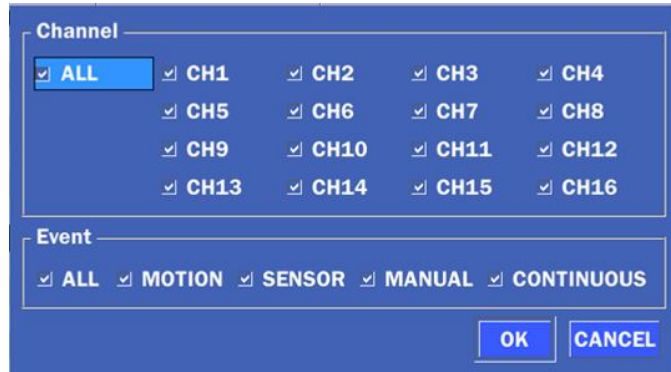 Channel
ALL CH1 CH2 CH3 CH4
CH5 CH6 CH7 CH8
CH9 CH10 CH11 CH12
CH13 CH14 CH15 CH16
Event
ALL MOTION SENSOR MANUAL CONTINUOUS
OK CANCEL